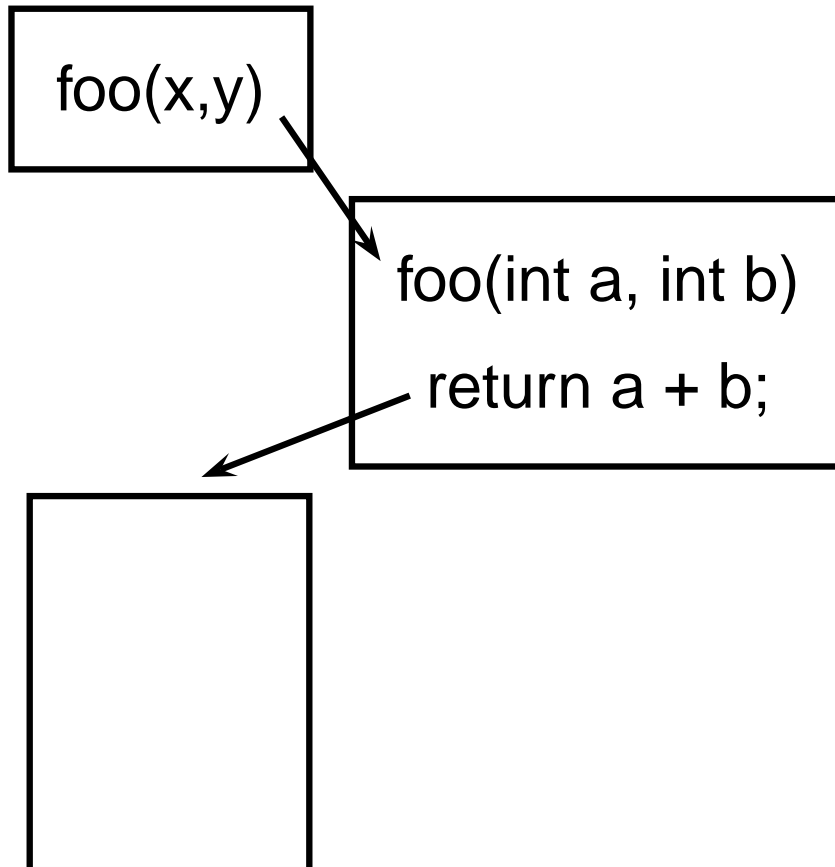 foo(x,y)
foo(int a, int b)
return a + b;